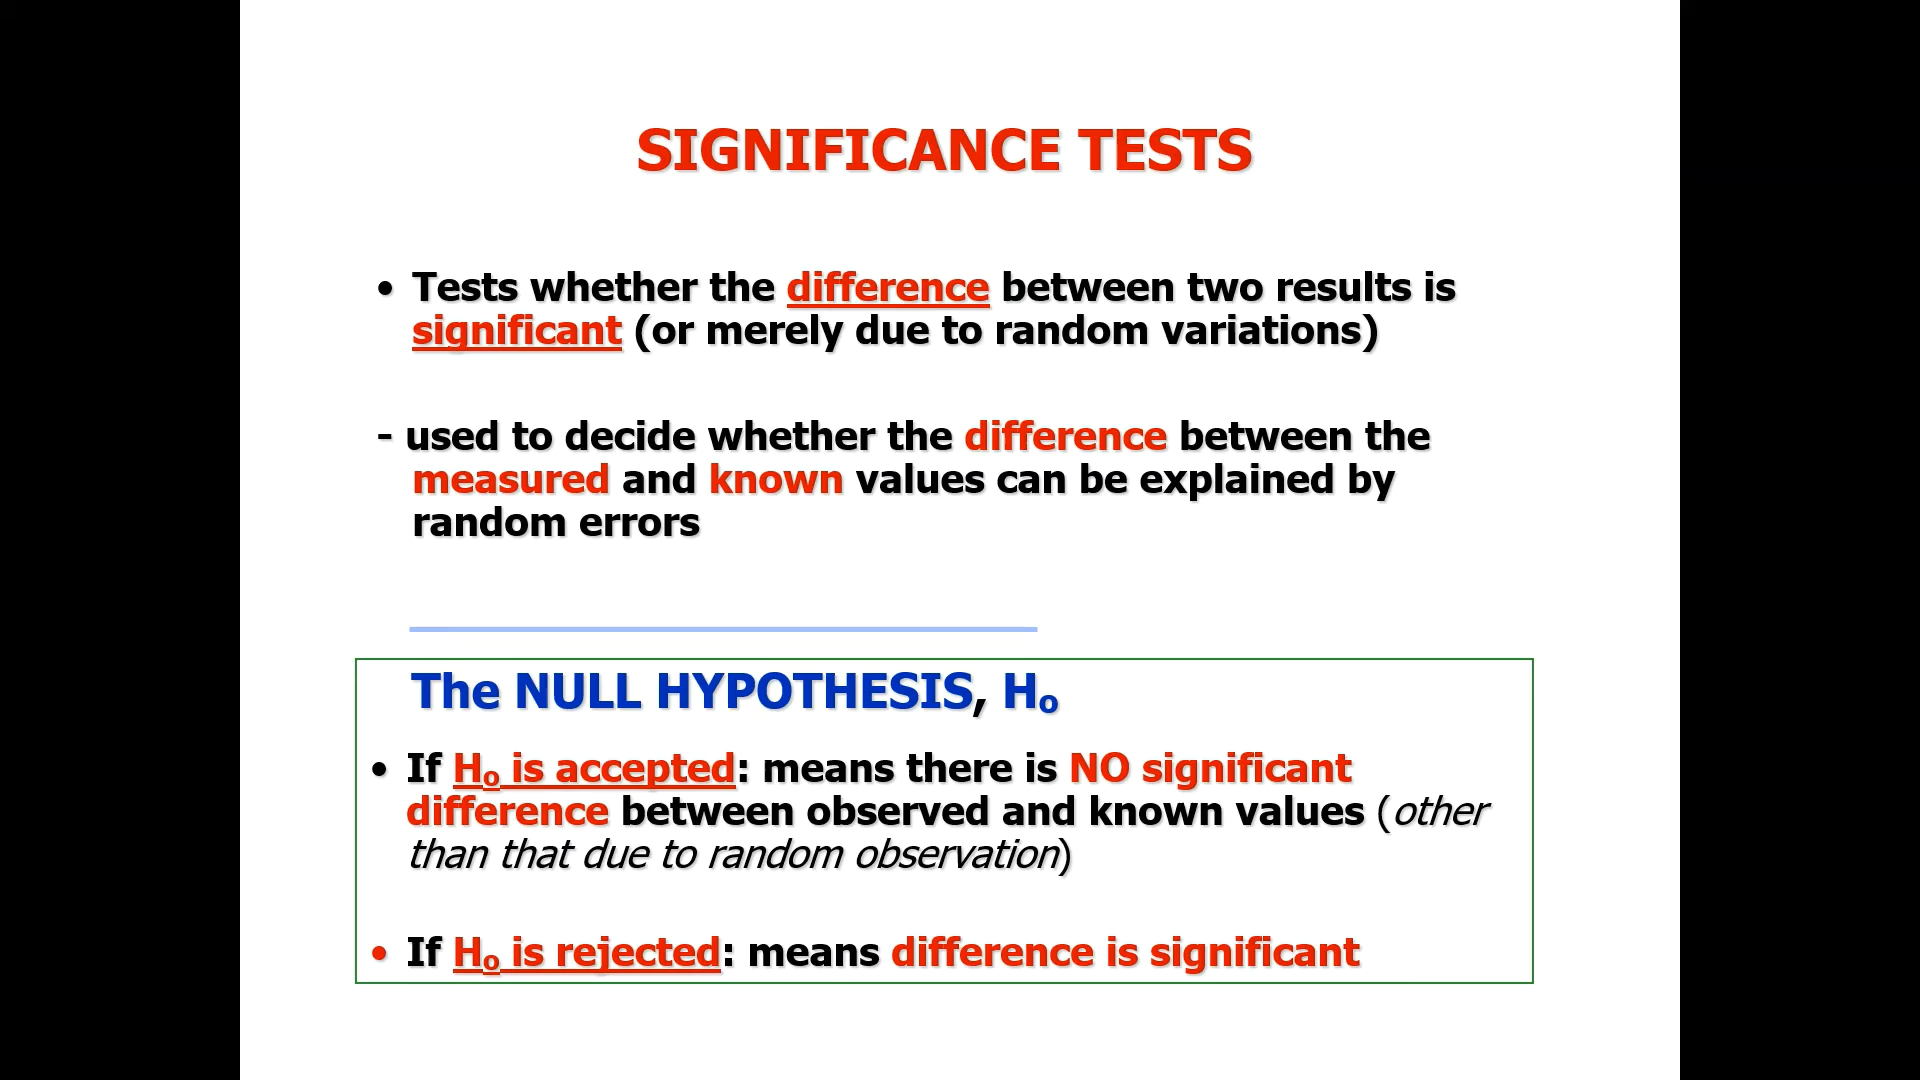 SIGNIFICANCE TESTS
• Tests whether the difference between two results is
significant (or merely due to random variations)
- used to decide whether the difference between the
measured and known values can be explained by
random errors
The NULL HYPOTHESIS, Ho
• If Ho is accepted: means there is NO significant
difference between observed and known values (other
than that due to random observation)
• If Ho is rejected: means difference is significant